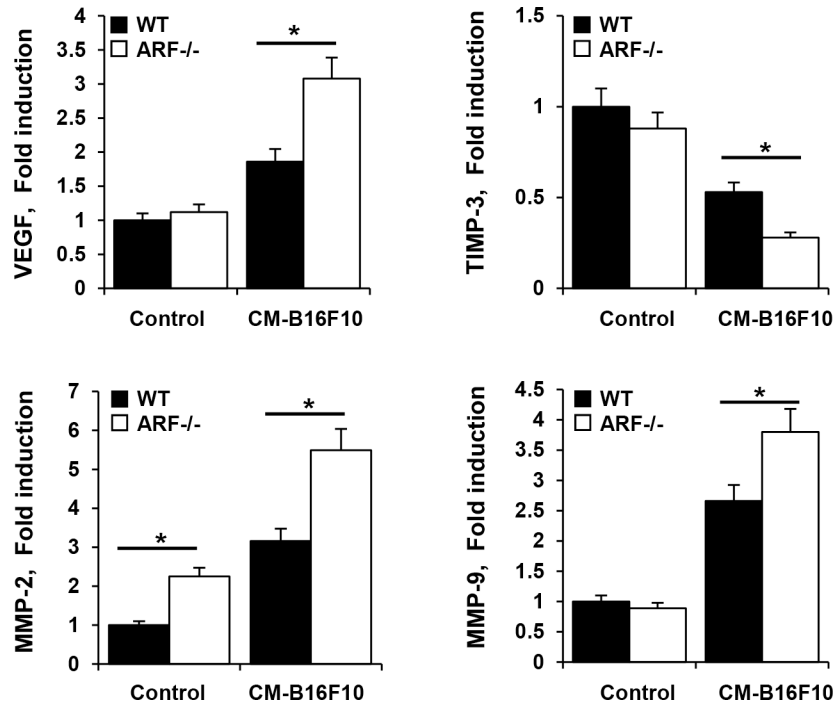 VEGF, Fold induction
4
3.5
3
2.5
2
1.5
1
0.5
0
WT
ARF-/-
*
Control
CM-B16F10
TIMP-3, Fold induction
1.5
1
0.5
0
WT
ARF-/-
*
Control
CM-B16F10
MMP-2, Fold induction
7
6
5
4
3
2
1
0
WT
ARF-/-
*
*
Control
CM-B16F10
MMP-9, Fold induction
4.5
4
3.5
3
2.5
2
1.5
1
0.5
0
WT
ARF-/-
*
Control
CM-B16F10